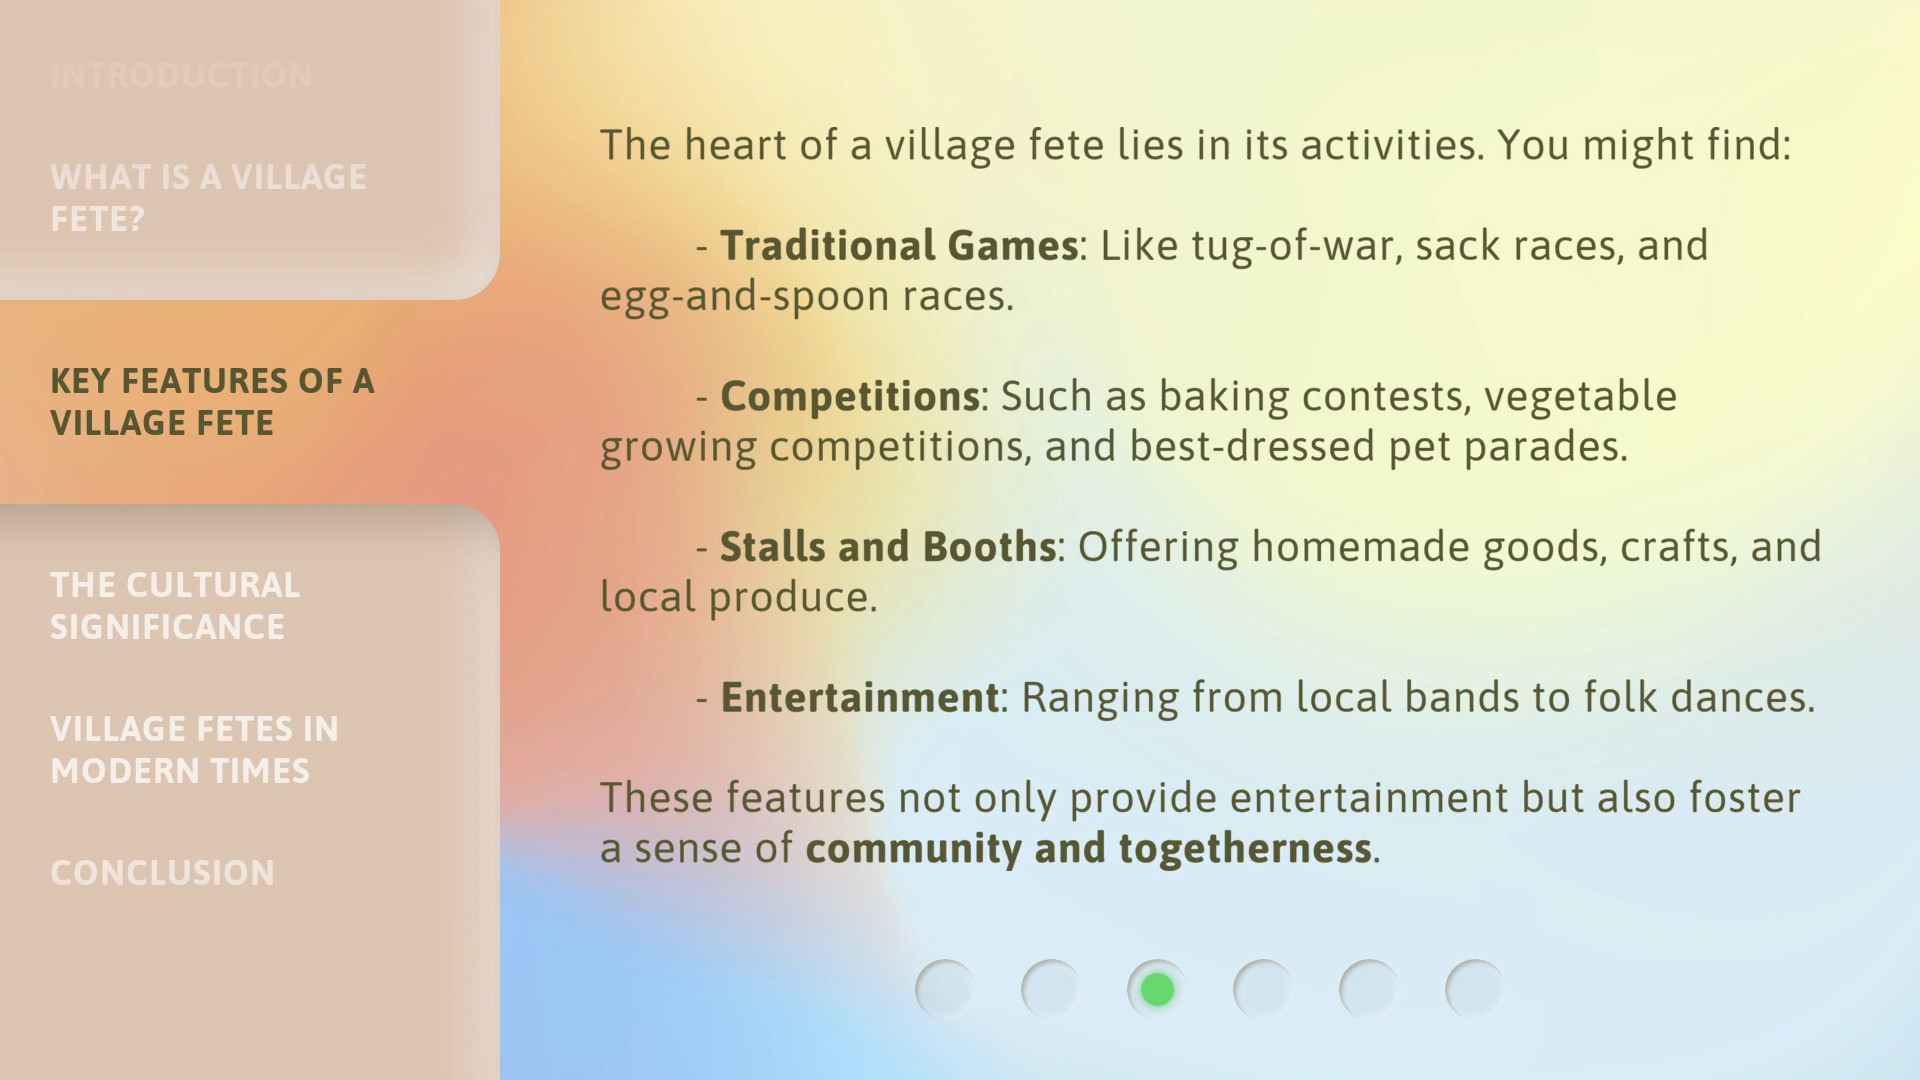 INTRODUCTION
WHAT IS A VILLAGE
FETE?
KEY FEATURES OF A
VILLAGE FETE
THE CULTURAL
SIGNIFICANCE
VILLAGE FETES IN
MODERN TIMES
CONCLUSION
The heart of a village fete lies in its activities. You might find:
- Traditional Games: Like tug-of-war, sack races, and
egg-and-spoon races.
- Competitions: Such as baking contests, vegetable
growing competitions, and best-dressed pet parades.
- Stalls and Booths: Offering homemade goods, crafts, and
local produce.
- Entertainment: Ranging from local bands to folk dances.
These features not only provide entertainment but also foster
a sense of community and togetherness.